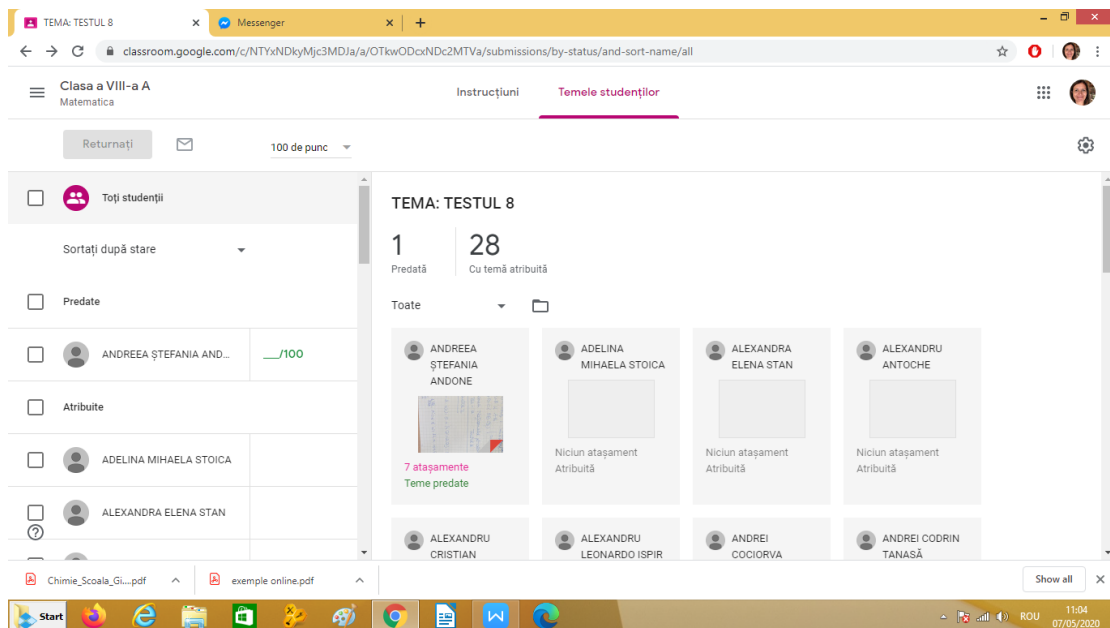 TEMA: TESTUL 8
Messenger
classroom.google.com/c/NTYxNDkyMjc3MDJa/a/OTkwODcxNDc2MTVa/submissions/by-status/and-sort-name/all
Clasa a VIII-a A
Matematica
Instrucțiuni
Temele studenților
Returnați
100 de punc
Toți studenții
Sortați după stare
Predate
ANDREEA ȘTEFANIA AND...
__/100
Atribuite
ADELINA MIHAELA STOICA
ALEXANDRA ELENA STAN
TEMA: TESTUL 8
1
Predată
28
Cu temă atribuită
Toate
ANDREEA
ȘTEFANIA
ANDONE
7 atașamente
Teme predate
ADELINA
MIHAELA STOICA
Niciun atașament
Atribuită
ALEXANDRA
ELENA STAN
Niciun atașament
Atribuită
ALEXANDRU
ANTOCHE
Niciun atașament
Atribuită
ALEXANDRU
CRISTIAN
ALEXANDRU
LEONARDO ISPIR
ANDREI
COCIORVA
ANDREI CODRIN
TANASĂ
Chimie_Scoala_Gi....pdf
exemple online.pdf
Show all
Start
ROU
11:04
07/05/2020